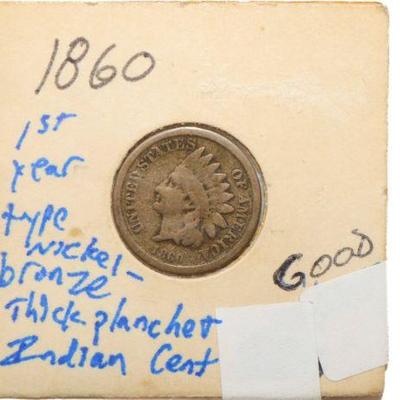 1860
1st
year
type
nickel-
bronze
Thick planchet
Indian Cent
GOOD
UNITED STATES OF AMERICA
1860